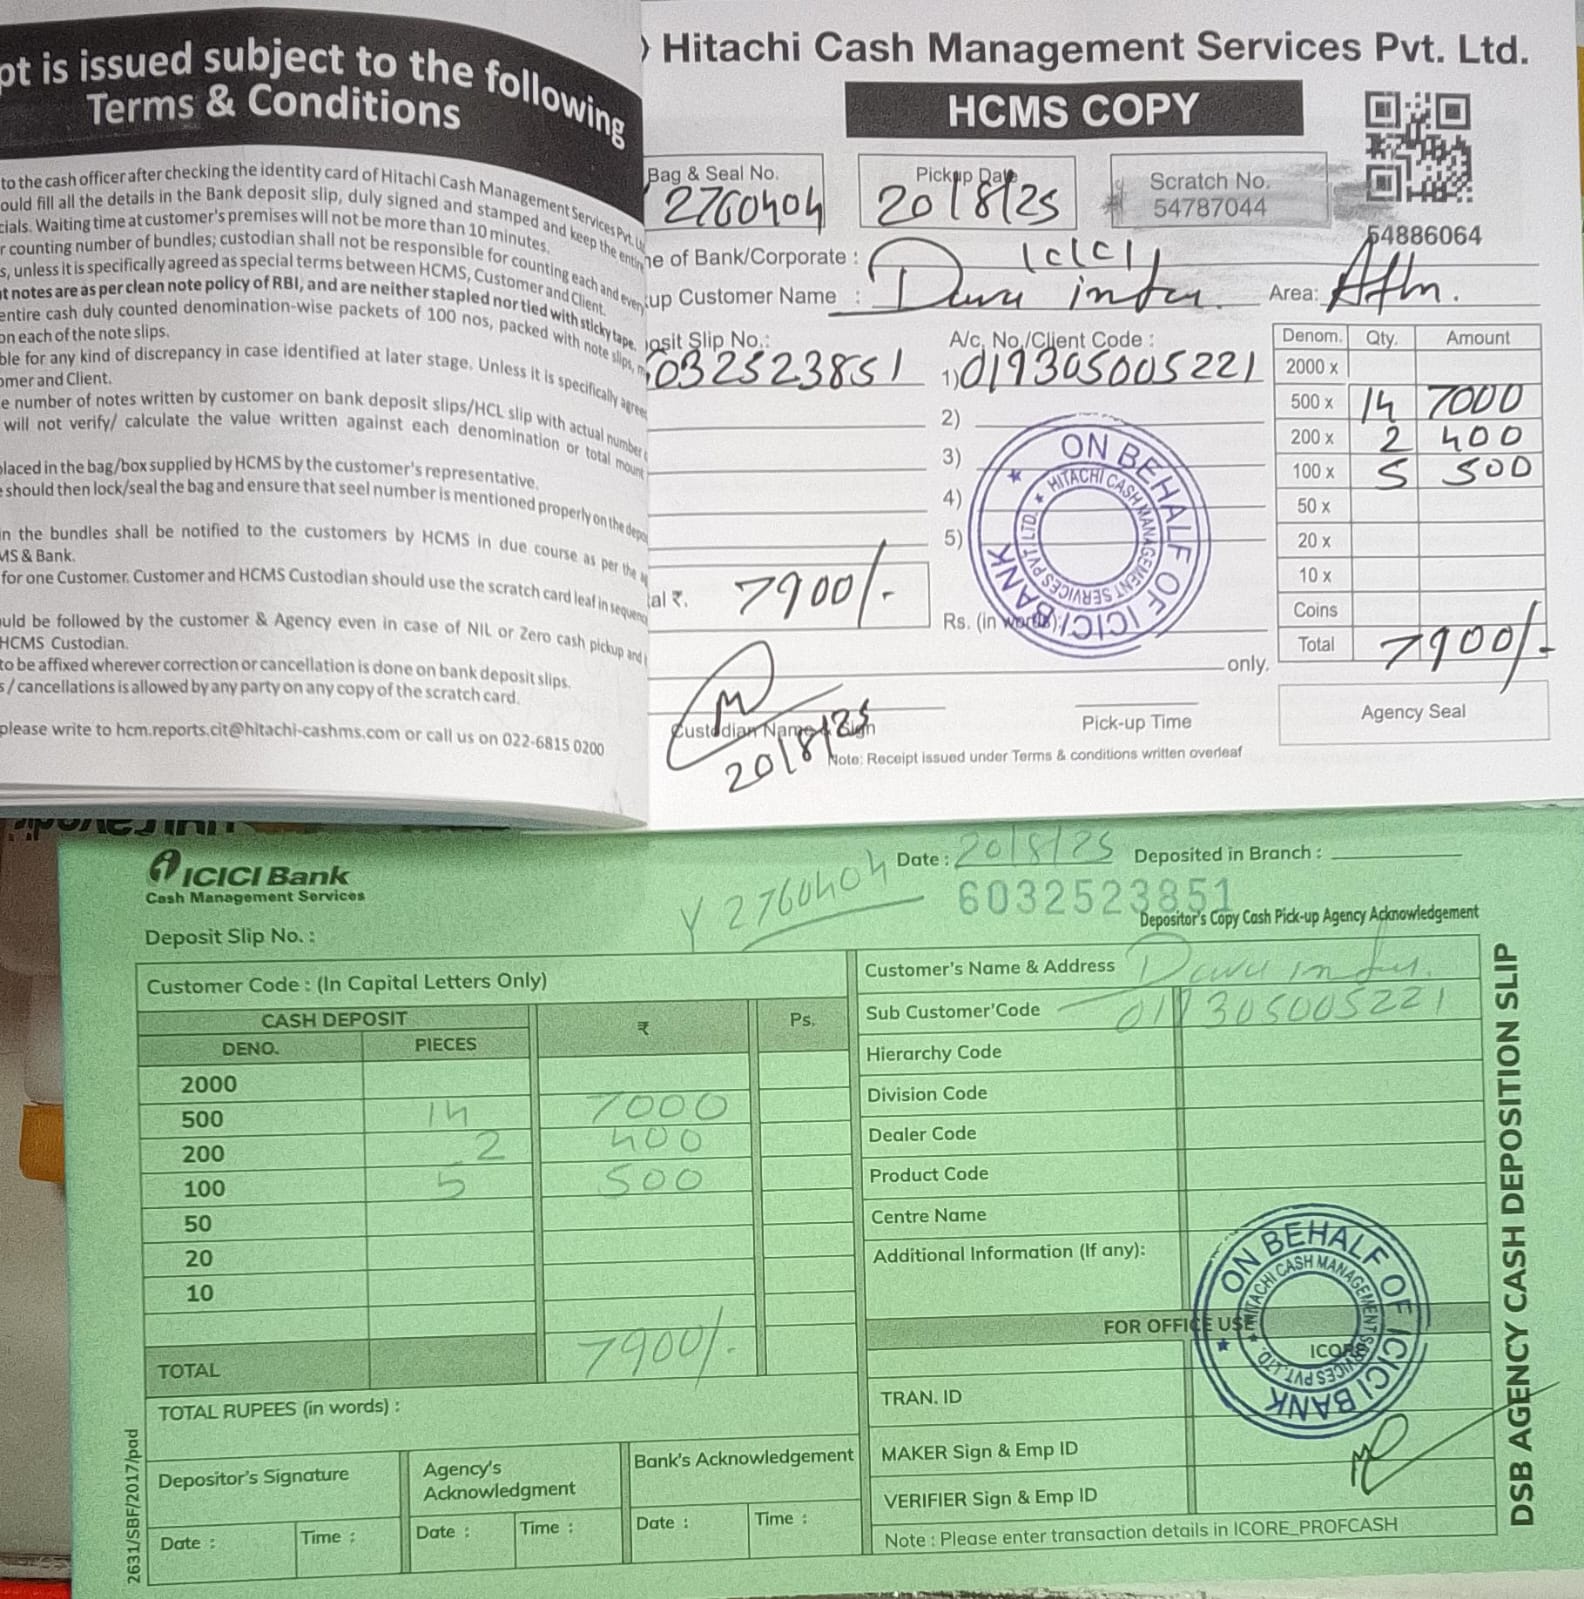 pt is issued subject to the following
Terms & Conditions
to the cash officer after checking the identity card of Hitachi Cash Management Services Pvt.
ould fill all the details in the Bank deposit slip, duly signed and stamped and keep the entire
cials. Waiting time at customer's premises will not be more than 10 minutes.
r counting number of bundles; custodian shall not be responsible for counting each and every
s, unless it is specifically agreed as special terms between HCMS, Customer and Client.
t notes are as per clean note policy of RBI, and are neither stapled nor tied with sticky tape.
entire cash duly counted denomination-wise packets of 100 nos, packed with note slips,
on each of the note slips.
ble for any kind of discrepancy in case identified at later stage. Unless it is specifically agree
omer and Client.
e number of notes written by customer on bank deposit slips/HCL slip with actual number
will not verify/ calculate the value written against each denomination or total mount
laced in the bag/box supplied by HCMS by the customer's representative.
should then lock/seal the bag and ensure that seel number is mentioned properly on the depo
in the bundles shall be notified to the customers by HCMS in due course as per the
MS & Bank.
for one Customer. Customer and HCMS Custodian should use the scratch card leaf in sequen
uld be followed by the customer & Agency even in case of NIL or Zero cash pickup and
HCMS Custodian.
to be affixed wherever correction or cancellation is done on bank deposit slips.
s / cancellations is allowed by any party on any copy of the scratch card.
please write to hcm.reports.cit@hitachi-cashms.com or call us on 022-6815 0200
Hitachi Cash Management Services Pvt. Ltd.
HCMS COPY
Bag & Seal No. 2760404
Pickup Date 20/8/25
Scratch No. 54787044
54886064
ne of Bank/Corporate : ICICI
kup Customer Name : Area:
osit Slip No.: 6032523851
A/c. No./Client Code :
1) 019305005221
2)
3)
4)
5)
Denom. Qty. Amount
2000 x
500 x 14 7000
200 x 2 400
100 x 5 500
50 x
20 x
10 x
Coins
Total 7900/-
tal ₹. 7900/-
Rs. (in words)
only.
ON BEHALF OF ICICI BANK
HITACHI CASH MANAGEMENT SERVICES PVT. LTD.
Custodian Name & Sign
20/8/25
Pick-up Time
Agency Seal
Note: Receipt issued under Terms & conditions written overleaf
ICICI Bank
Cash Management Services
Y 2760404
Date : 20/8/25 Deposited in Branch :
6032523851
Depositor's Copy Cash Pick-up Agency Acknowledgement
Deposit Slip No. :
Customer Code : (In Capital Letters Only)
CASH DEPOSIT ₹ Ps.
DENO. PIECES
2000
500 14 7000
200 2 400
100 5 500
50
20
10
TOTAL 7900/-
TOTAL RUPEES (in words) :
Depositor's Signature
Agency's Acknowledgment
Bank's Acknowledgement
Date : Time : Date : Time : Date : Time :
Customer's Name & Address
Sub Customer'Code 019305005221
Hierarchy Code
Division Code
Dealer Code
Product Code
Centre Name
Additional Information (If any):
FOR OFFICE USE
ICORE
TRAN. ID
MAKER Sign & Emp ID
VERIFIER Sign & Emp ID
Note : Please enter transaction details in ICORE_PROFCASH
ON BEHALF OF ICICI BANK
HITACHI CASH MANAGEMENT SERVICES PVT. LTD.
DSB AGENCY CASH DEPOSITION SLIP
2631/SBF/2017/pad